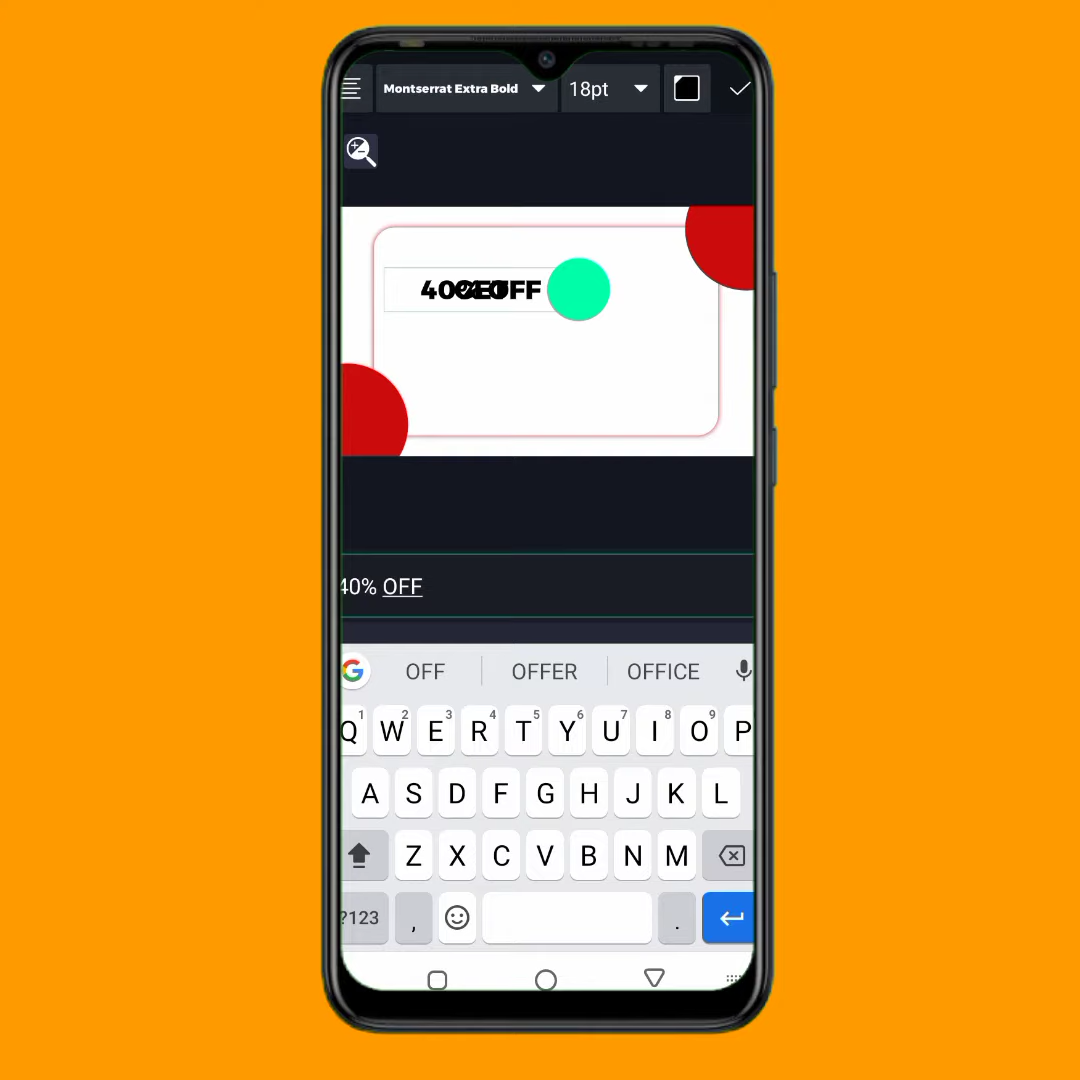 Montserrat Extra Bold 18pt
40% OFF
OFF OFFER OFFICE
1 2 3 4 5 6 7 8 9
Q W E R T Y U I O P
A S D F G H J K L
Z X C V B N M
?123 , .